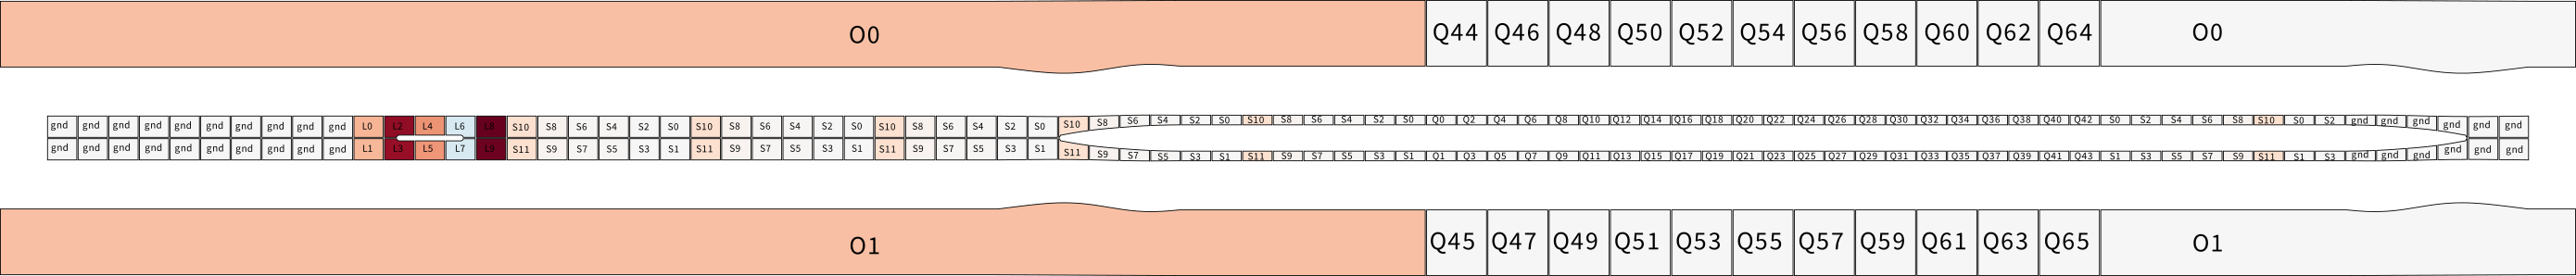 O0 Q44 Q46 Q48 Q50 Q52 Q54 Q56 Q58 Q60 Q62 Q64 O0
gnd gnd gnd gnd gnd gnd gnd gnd gnd gnd L0 L2 L4 L6 L8 S10 S8 S6 S4 S2 S0 S10 S8 S6 S4 S2 S0 S10 S8 S6 S4 S2 S0 S10 S8 S6 S4 S2 S0 S10 S8 S6 S4 S2 S0 Q0 Q2 Q4 Q6 Q8 Q10 Q12 Q14 Q16 Q18 Q20 Q22 Q24 Q26 Q28 Q30 Q32 Q34 Q36 Q38 Q40 Q42 S0 S2 S4 S6 S8 S10 S0 S2 gnd gnd gnd gnd gnd gnd
gnd gnd gnd gnd gnd gnd gnd gnd gnd gnd L1 L3 L5 L7 L9 S11 S9 S7 S5 S3 S1 S11 S9 S7 S5 S3 S1 S11 S9 S7 S5 S3 S1 S11 S9 S7 S5 S3 S1 S11 S9 S7 S5 S3 S1 Q1 Q3 Q5 Q7 Q9 Q11 Q13 Q15 Q17 Q19 Q21 Q23 Q25 Q27 Q29 Q31 Q33 Q35 Q37 Q39 Q41 Q43 S1 S3 S5 S7 S9 S11 S1 S3 gnd gnd gnd gnd gnd gnd
O1 Q45 Q47 Q49 Q51 Q53 Q55 Q57 Q59 Q61 Q63 Q65 O1